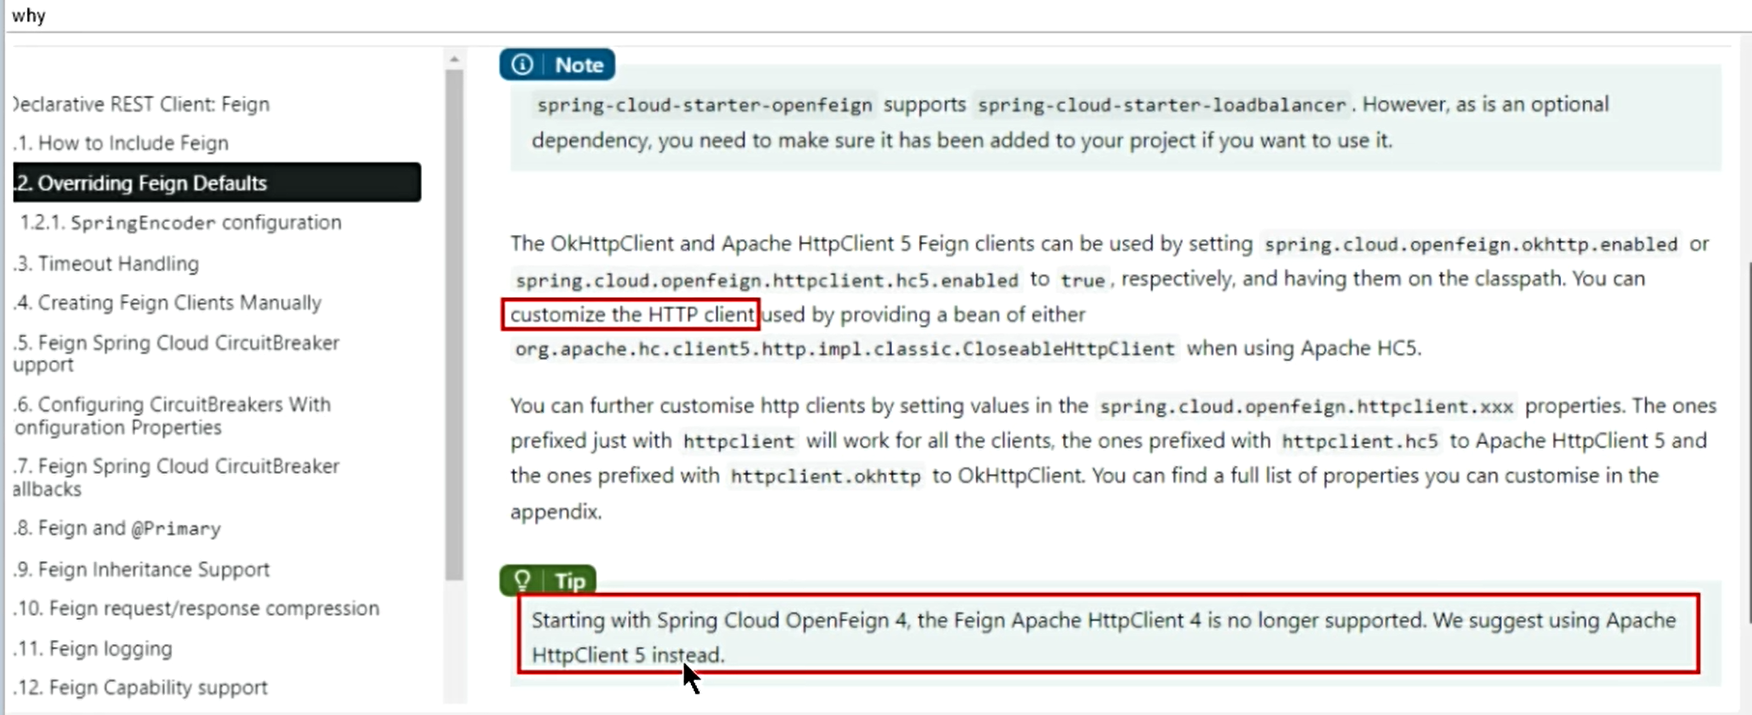 why
Declarative REST Client: Feign
.1. How to Include Feign
.2. Overriding Feign Defaults
1.2.1. SpringEncoder configuration
.3. Timeout Handling
.4. Creating Feign Clients Manually
.5. Feign Spring Cloud CircuitBreaker
upport
.6. Configuring CircuitBreakers With
onfiguration Properties
.7. Feign Spring Cloud CircuitBreaker
allbacks
.8. Feign and @Primary
.9. Feign Inheritance Support
.10. Feign request/response compression
.11. Feign logging
.12. Feign Capability support
Note
spring-cloud-starter-openfeign supports spring-cloud-starter-loadbalancer. However, as is an optional
dependency, you need to make sure it has been added to your project if you want to use it.
The OkHttpClient and Apache HttpClient 5 Feign clients can be used by setting spring.cloud.openfeign.okhttp.enabled or
spring.cloud.openfeign.httpclient.hc5.enabled to true, respectively, and having them on the classpath. You can
customize the HTTP client used by providing a bean of either
org.apache.hc.client5.http.impl.classic.CloseableHttpClient when using Apache HC5.
You can further customise http clients by setting values in the spring.cloud.openfeign.httpclient.xxx properties. The ones
prefixed just with httpclient will work for all the clients, the ones prefixed with httpclient.hc5 to Apache HttpClient 5 and
the ones prefixed with httpclient.okhttp to OkHttpClient. You can find a full list of properties you can customise in the
appendix.
Tip
Starting with Spring Cloud OpenFeign 4, the Feign Apache HttpClient 4 is no longer supported. We suggest using Apache
HttpClient 5 instead.